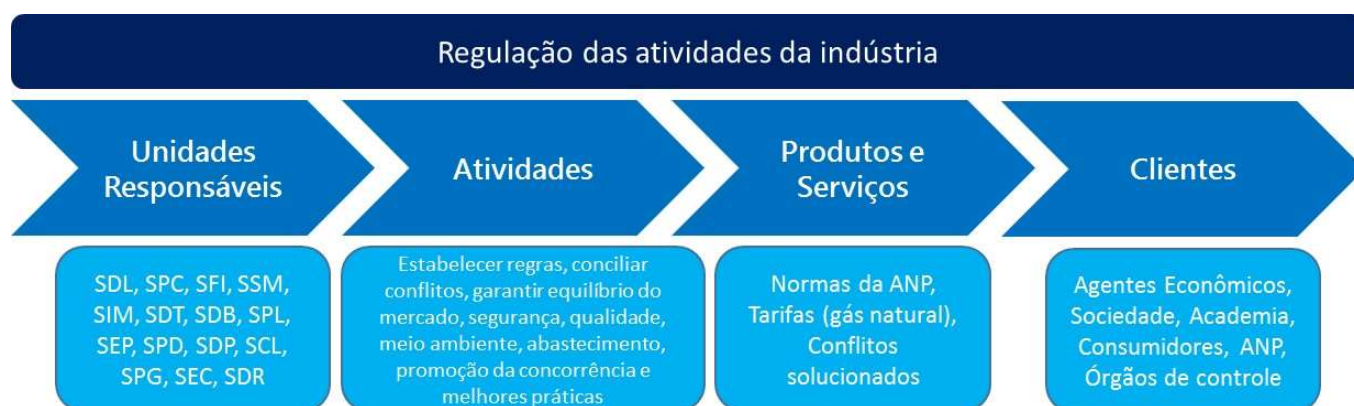 Regulação das atividades da indústria
Unidades
Responsáveis
Atividades
Produtos e
Serviços
Clientes
SDL, SPC, SFI, SSM,
SIM, SDT, SDB, SPL,
SEP, SPD, SDP, SCL,
SPG, SEC, SDR
Estabelecer regras, conciliar
conflitos, garantir equilíbrio do
mercado, segurança, qualidade,
meio ambiente, abastecimento,
promoção da concorrência e
melhores práticas
Normas da ANP,
Tarifas (gás natural),
Conflitos
solucionados
Agentes Econômicos,
Sociedade, Academia,
Consumidores, ANP,
Órgãos de controle